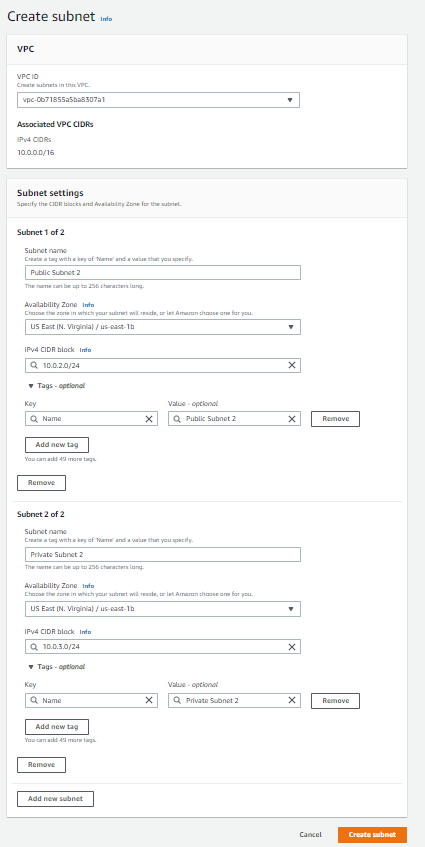 Create subnet Info
VPC
VPC ID
Create subnets in this VPC.
vpc-0b71855a5ba8307a1
Associated VPC CIDRs
IPv4 CIDRs
10.0.0.0/16
Subnet settings
Specify the CIDR blocks and Availability Zone for the subnet.
Subnet 1 of 2
Subnet name
Create a tag with a key of 'Name' and a value that you specify.
Public Subnet 2
The name can be up to 256 characters long.
Availability Zone Info
Choose the zone in which your subnet will reside, or let Amazon choose one for you.
US East (N. Virginia) / us-east-1b
IPv4 CIDR block Info
10.0.2.0/24
Tags - optional
Key Value - optional
Name Public Subnet 2 Remove
Add new tag
You can add 49 more tags.
Remove
Subnet 2 of 2
Subnet name
Create a tag with a key of 'Name' and a value that you specify.
Private Subnet 2
The name can be up to 256 characters long.
Availability Zone Info
Choose the zone in which your subnet will reside, or let Amazon choose one for you.
US East (N. Virginia) / us-east-1b
IPv4 CIDR block Info
10.0.3.0/24
Tags - optional
Key Value - optional
Name Private Subnet 2 Remove
Add new tag
You can add 49 more tags.
Remove
Add new subnet
Cancel Create subnet